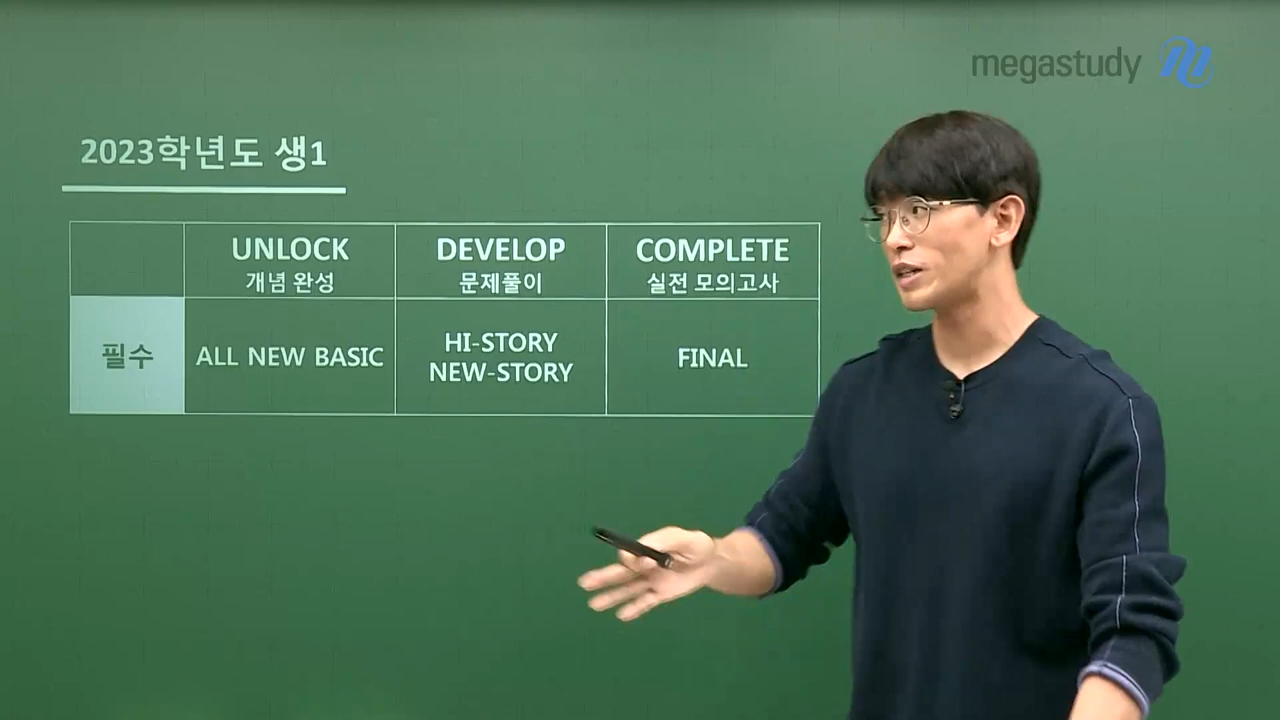 megastudy
2023학년도 생1
UNLOCK
개념 완성
DEVELOP
문제풀이
COMPLETE
실전 모의고사
필수
ALL NEW BASIC
HI-STORY
NEW-STORY
FINAL